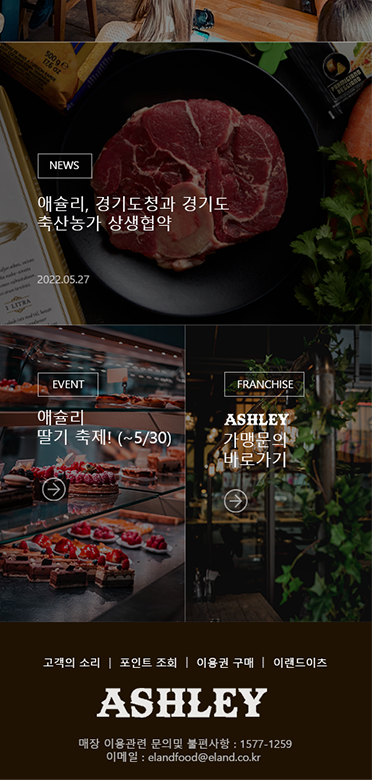 500 g
NEWS
애슐리, 경기도청과 경기도
축산농가 상생협약
2022.05.27
1 LITRA
EVENT
애슐리
딸기 축제! (~5/30)
FRANCHISE
ASHLEY
가맹문의
바로가기
고객의 소리 | 포인트 조회 | 이용권 구매 | 이랜드이츠
ASHLEY
매장 이용관련 문의및 불편사항 : 1577-1259
이메일 : elandfood@eland.co.kr